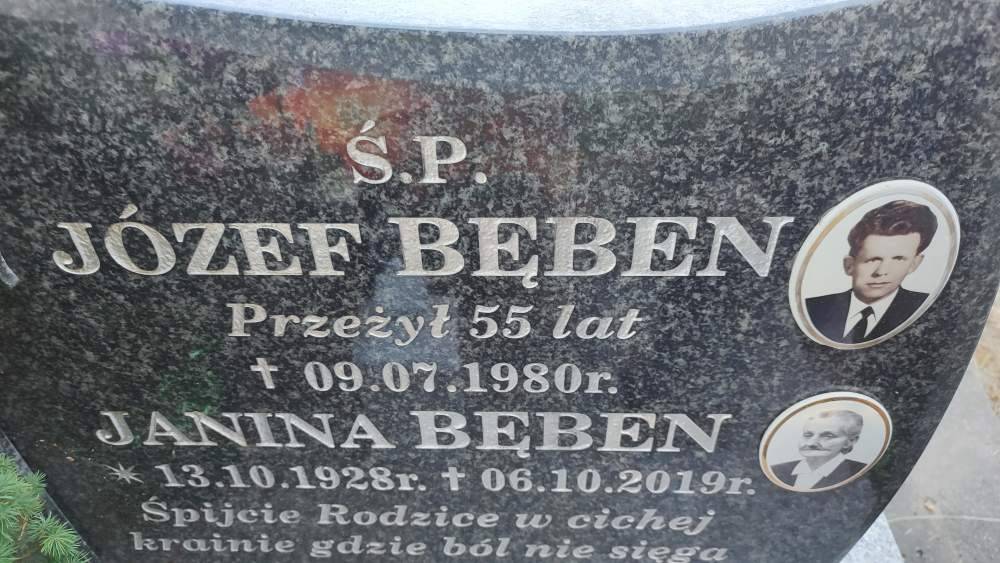 Ś.P.
JÓZEF BĘBEN
Przeżył 55 lat
✝ 09.07.1980r.
JANINA BĘBEN
✶ 13.10.1928r. ✝ 06.10.2019r.
Śpijcie Rodzice w cichej
krainie gdzie ból nie sięga